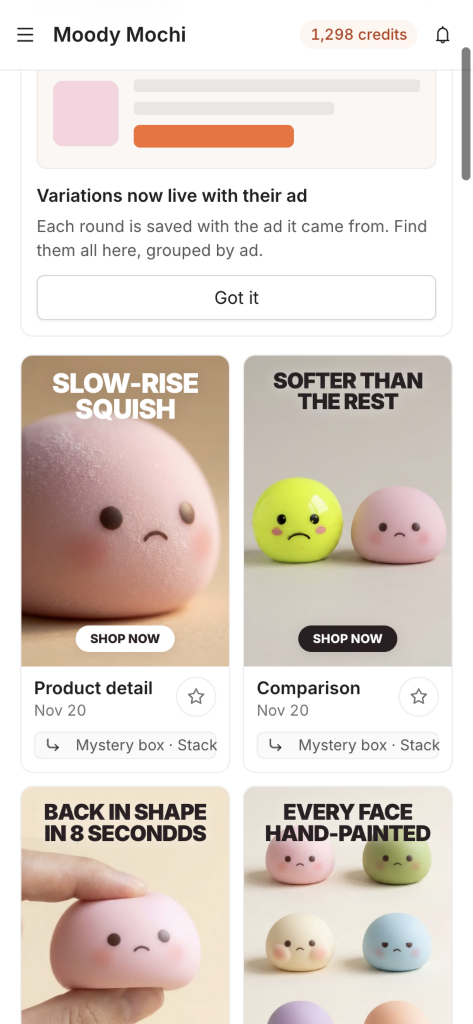 Moody Mochi
1,298 credits
Variations now live with their ad
Each round is saved with the ad it came from. Find
them all here, grouped by ad.
Got it
SLOW-RISE
SQUISH
SHOP NOW
SOFTER THAN
THE REST
SHOP NOW
Product detail
Nov 20
Mystery box · Stack
Comparison
Nov 20
Mystery box · Stack
BACK IN SHAPE
IN 8 SECONDDS
EVERY FACE
HAND-PAINTED